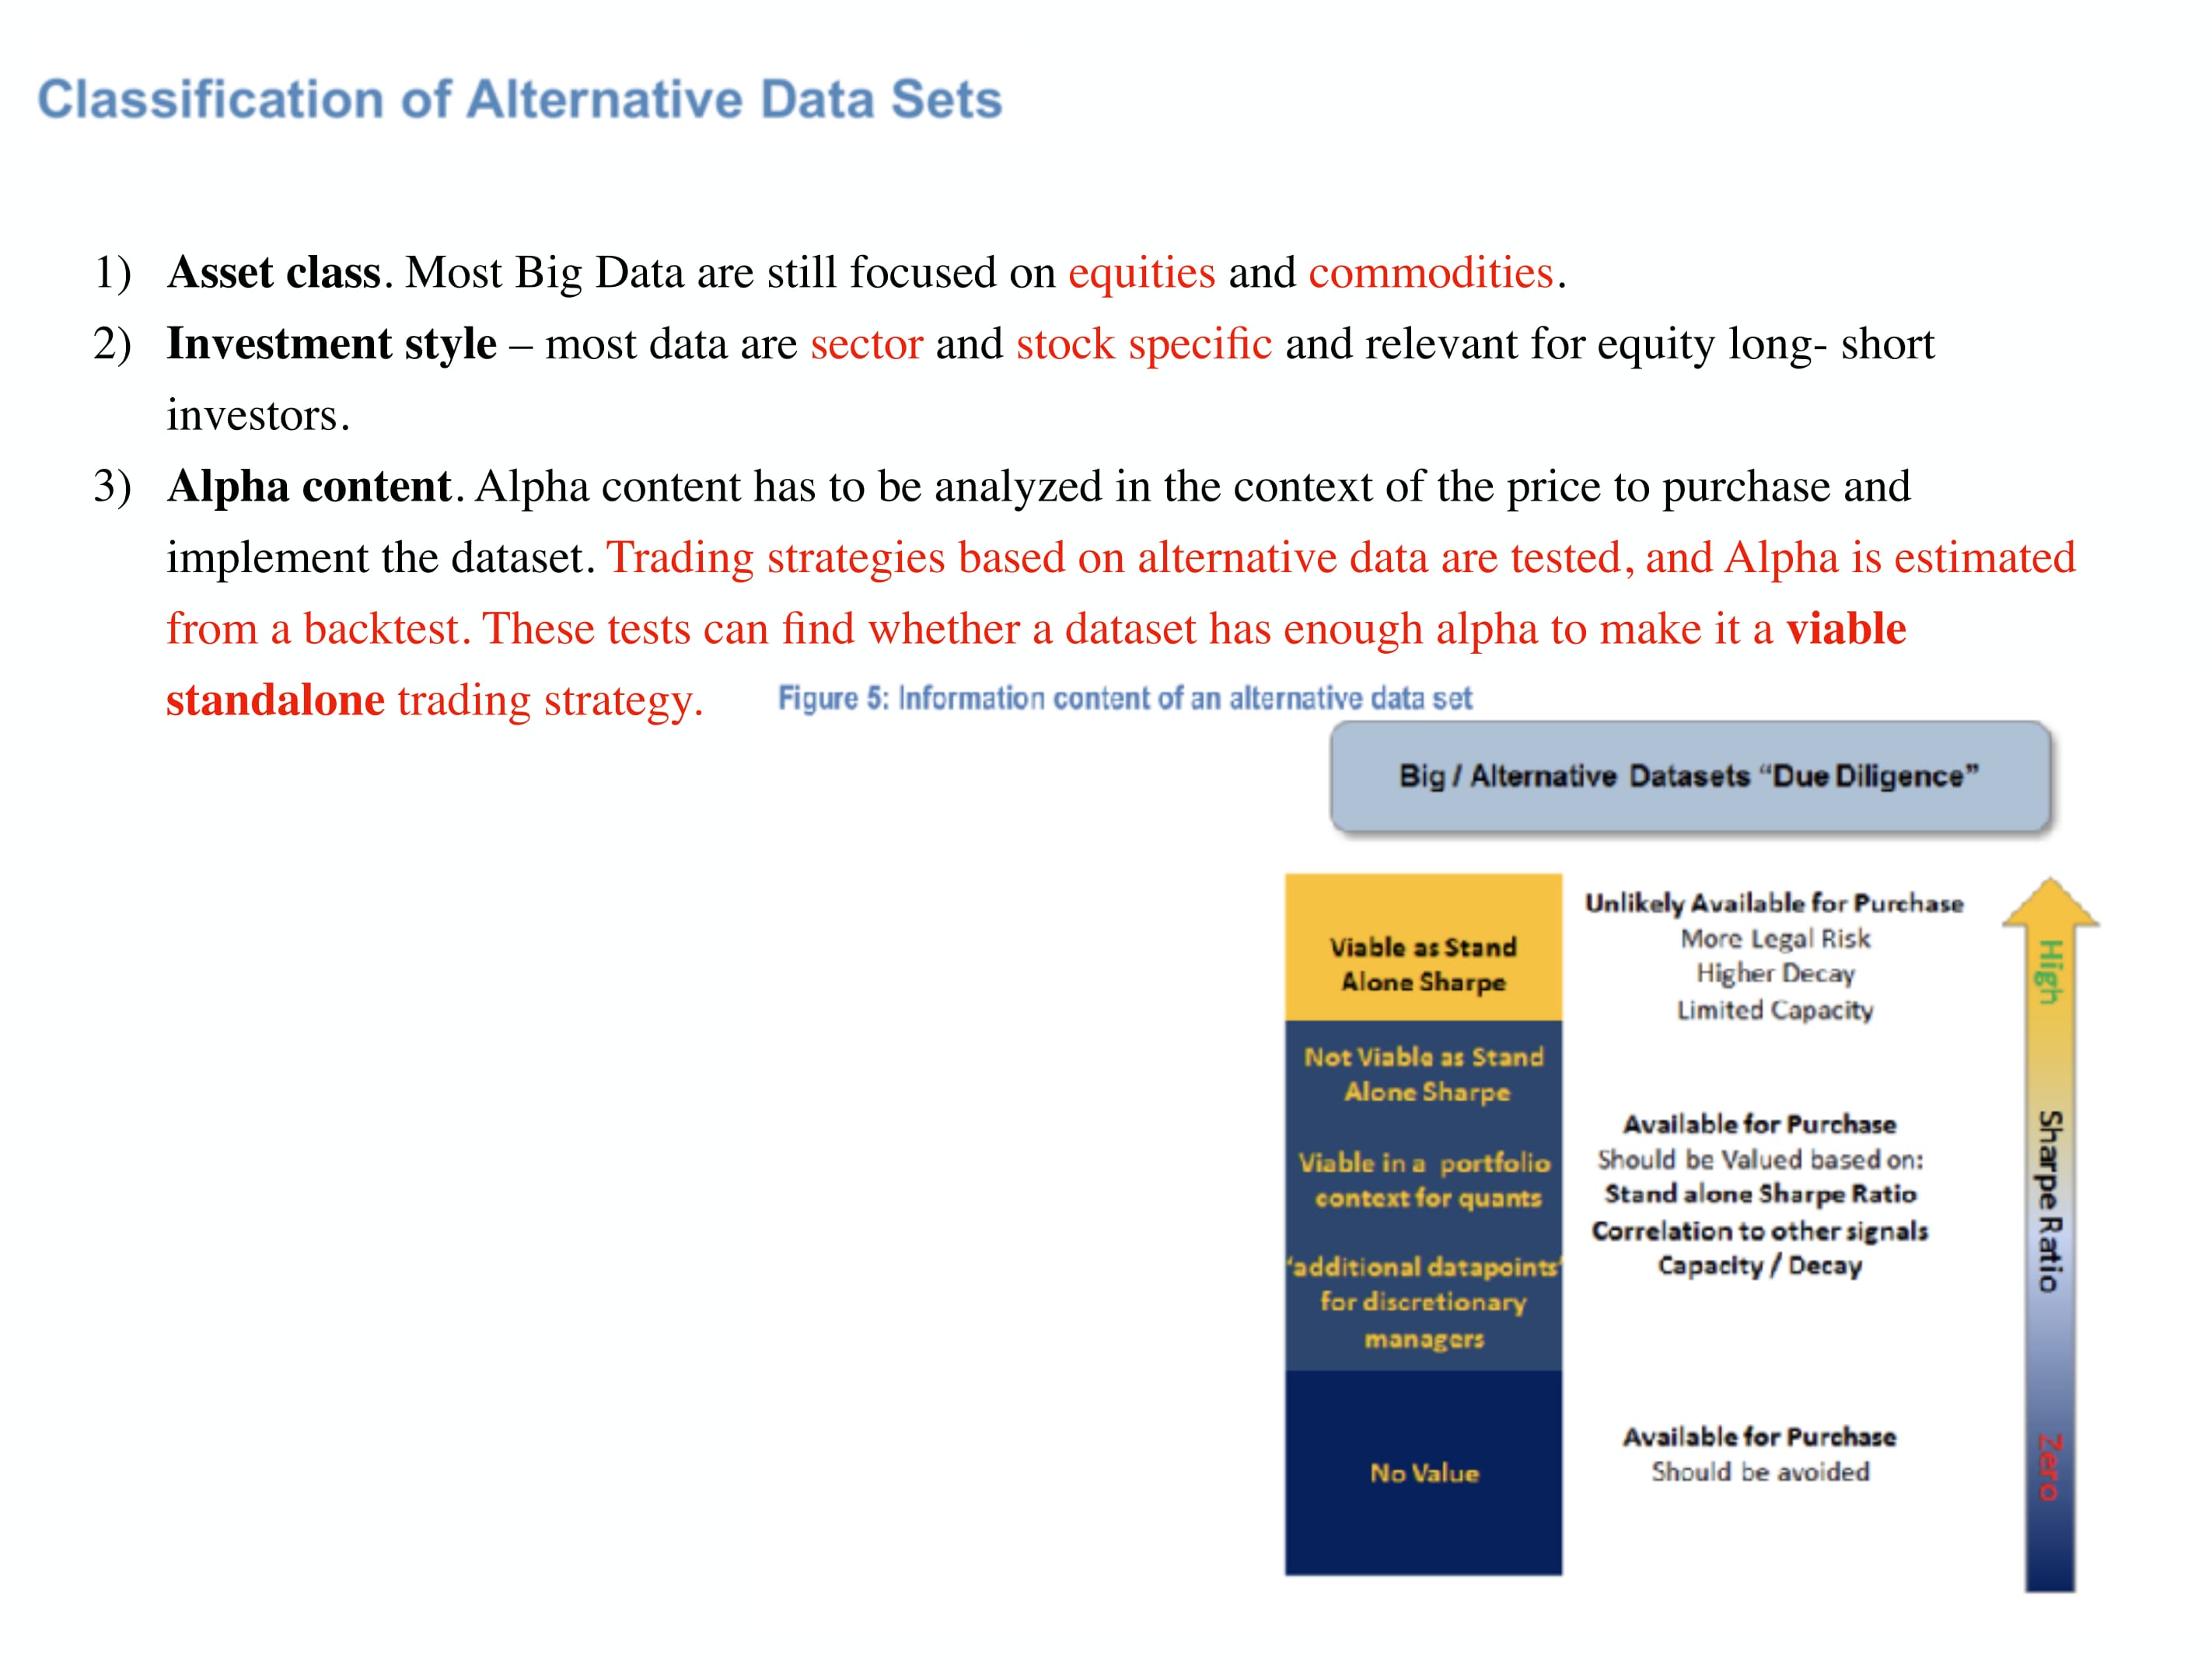 Classification of Alternative Data Sets
1) Asset class. Most Big Data are still focused on equities and commodities.
2) Investment style – most data are sector and stock specific and relevant for equity long- short
investors.
3) Alpha content. Alpha content has to be analyzed in the context of the price to purchase and
implement the dataset. Trading strategies based on alternative data are tested, and Alpha is estimated
from a backtest. These tests can find whether a dataset has enough alpha to make it a viable
standalone trading strategy.
Figure 5: Information content of an alternative data set
Big / Alternative Datasets “Due Diligence”
Viable as Stand
Alone Sharpe
Unlikely Available for Purchase
More Legal Risk
Higher Decay
Limited Capacity
Not Viable as Stand
Alone Sharpe
Viable in a portfolio
context for quants
‘additional datapoints’
for discretionary
managers
Available for Purchase
Should be Valued based on:
Stand alone Sharpe Ratio
Correlation to other signals
Capacity / Decay
No Value
Available for Purchase
Should be avoided
High
Sharpe Ratio
Zero